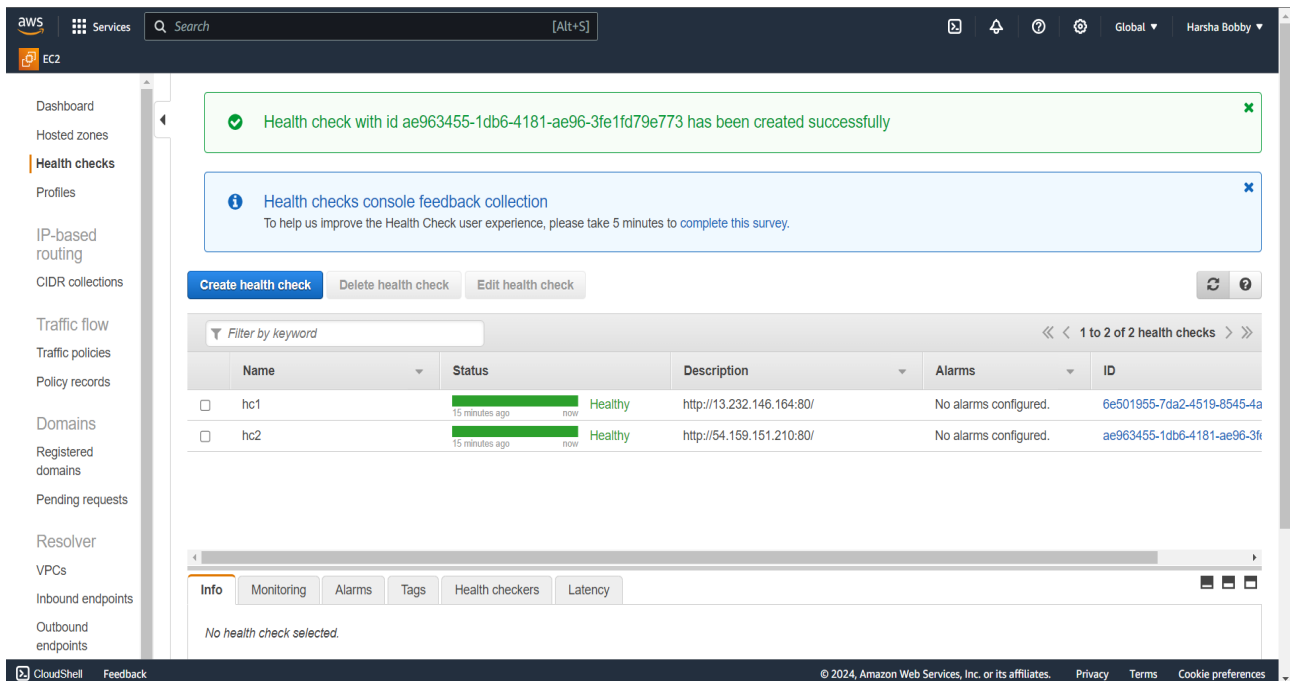 aws
Services
Search
[Alt+S]
Global
Harsha Bobby
EC2
Dashboard
Hosted zones
Health checks
Profiles
IP-based
routing
CIDR collections
Traffic flow
Traffic policies
Policy records
Domains
Registered
domains
Pending requests
Resolver
VPCs
Inbound endpoints
Outbound
endpoints
Health check with id ae963455-1db6-4181-ae96-3fe1fd79e773 has been created successfully
Health checks console feedback collection
To help us improve the Health Check user experience, please take 5 minutes to complete this survey.
Create health check
Delete health check
Edit health check
Filter by keyword
1 to 2 of 2 health checks
Name Status Description Alarms ID
hc1 15 minutes ago now Healthy http://13.232.146.164:80/ No alarms configured. 6e501955-7da2-4519-8545-4a
hc2 15 minutes ago now Healthy http://54.159.151.210:80/ No alarms configured. ae963455-1db6-4181-ae96-3fe
Info Monitoring Alarms Tags Health checkers Latency
No health check selected.
CloudShell Feedback © 2024, Amazon Web Services, Inc. or its affiliates. Privacy Terms Cookie preferences